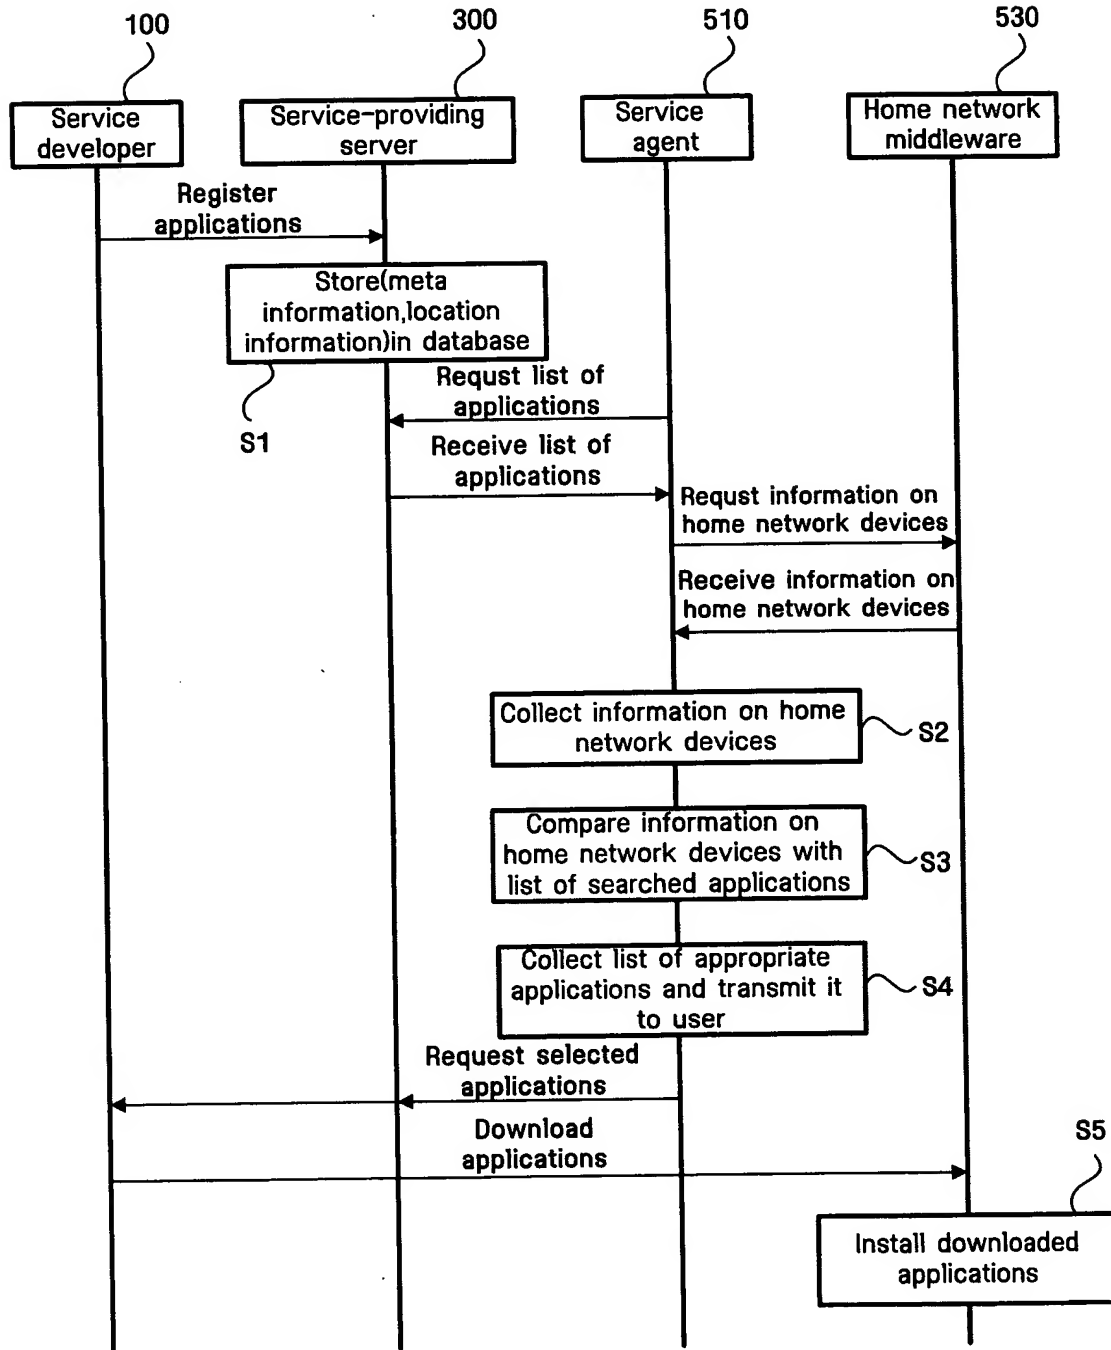 100
300
510
530
Service
developer
Service-providing
server
Service
agent
Home network
middleware
Register
applications
Store(meta
information,location
information)in database
S1
Requst list of
applications
Receive list of
applications
Requst information on
home network devices
Receive information on
home network devices
Collect information on home
network devices
S2
Compare information on
home network devices with
list of searched applications
S3
Collect list of appropriate
applications and transmit it
to user
S4
Request selected
applications
Download
applications
S5
Install downloaded
applications